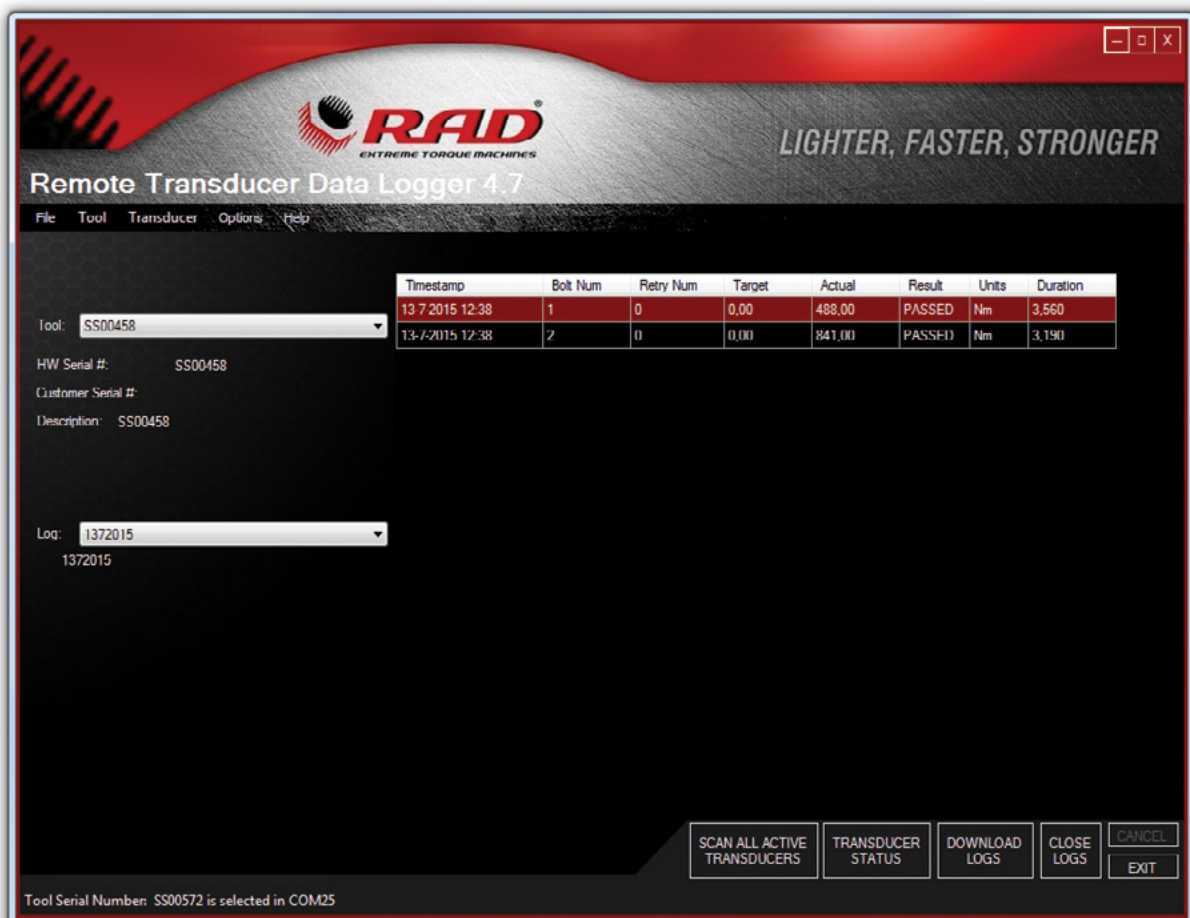 RAD®
EXTREME TORQUE MACHINES
LIGHTER, FASTER, STRONGER
Remote Transducer Data Logger 4.7
File Tool Transducer Options Help
Timestamp Bolt Num Retry Num Target Actual Result Units Duration
13-7-2015 12:38 1 0 0,00 488,00 PASSED Nm 3,560
13-7-2015 12:38 2 0 0,00 841,00 PASSED Nm 3,190
Tool: SS00458
HW Serial #: SS00458
Customer Serial #:
Description: SS00458
Log: 1372015
1372015
SCAN ALL ACTIVE TRANSDUCERS
TRANSDUCER STATUS
DOWNLOAD LOGS
CLOSE LOGS
CANCEL
EXIT
Tool Serial Number: SS00572 is selected in COM25